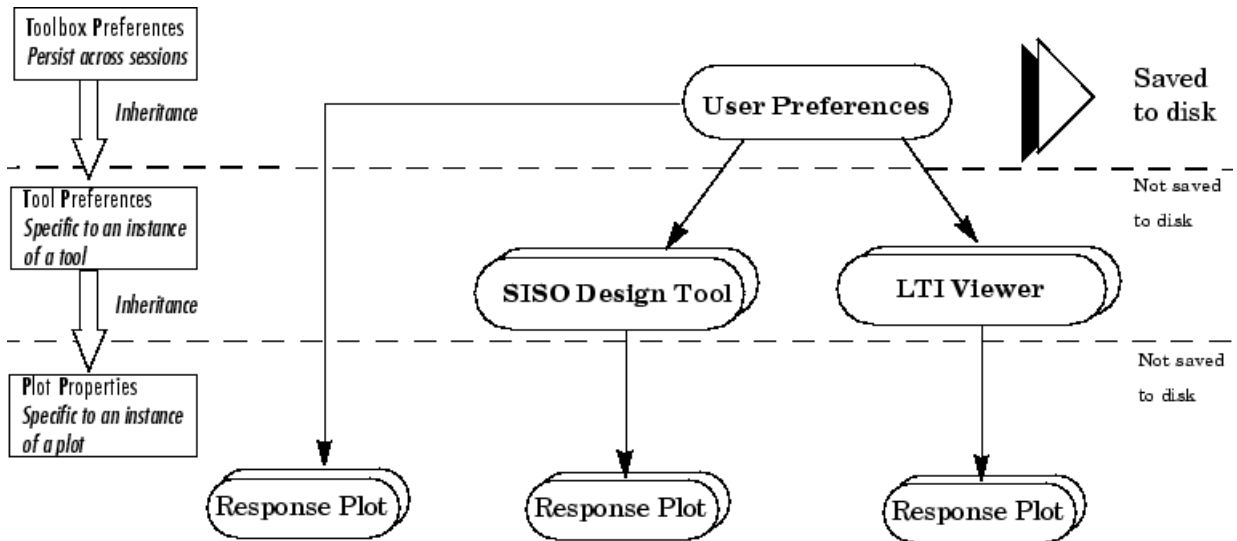 Toolbox Preferences
Persist across sessions
Inheritance
User Preferences
Saved
to disk
Tool Preferences
Specific to an instance
of a tool
Not saved
to disk
Inheritance
SISO Design Tool
LTI Viewer
Plot Properties
Specific to an instance
of a plot
Not saved
to disk
Response Plot
Response Plot
Response Plot